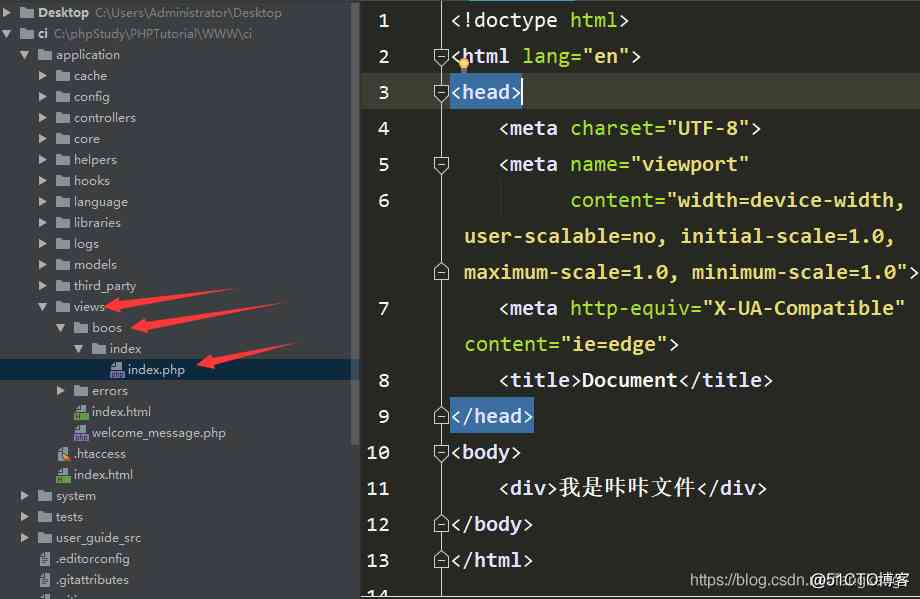 Desktop C:\Users\Administrator\Desktop
ci C:\phpStudy\PHPTutorial\WWW\ci
application
cache
config
controllers
core
helpers
hooks
language
libraries
logs
models
third_party
views
boos
index
index.php
errors
index.html
welcome_message.php
.htaccess
index.html
system
tests
user_guide_src
.editorconfig
.gitattributes
1 <!doctype html>
2 <html lang="en">
3 <head>
4 <meta charset="UTF-8">
5 <meta name="viewport"
6 content="width=device-width,
user-scalable=no, initial-scale=1.0,
maximum-scale=1.0, minimum-scale=1.0">
7 <meta http-equiv="X-UA-Compatible"
content="ie=edge">
8 <title>Document</title>
9 </head>
10 <body>
11 <div>我是咔咔文件</div>
12 </body>
13 </html>
14
https://blog.csdn.n
@51CTO博客